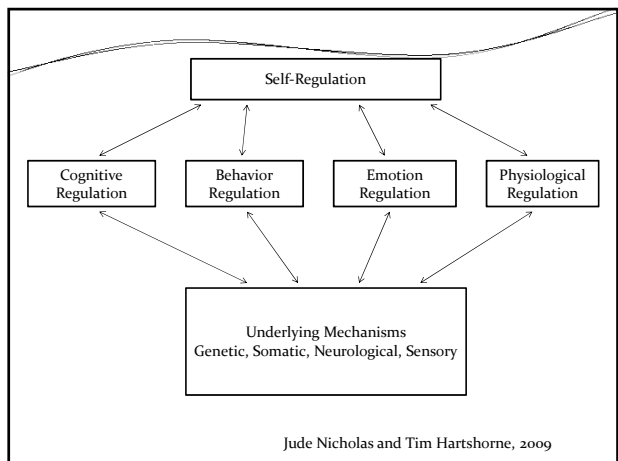 Self-Regulation
Cognitive
Regulation
Behavior
Regulation
Emotion
Regulation
Physiological
Regulation
Underlying Mechanisms
Genetic, Somatic, Neurological, Sensory
Jude Nicholas and Tim Hartshorne, 2009